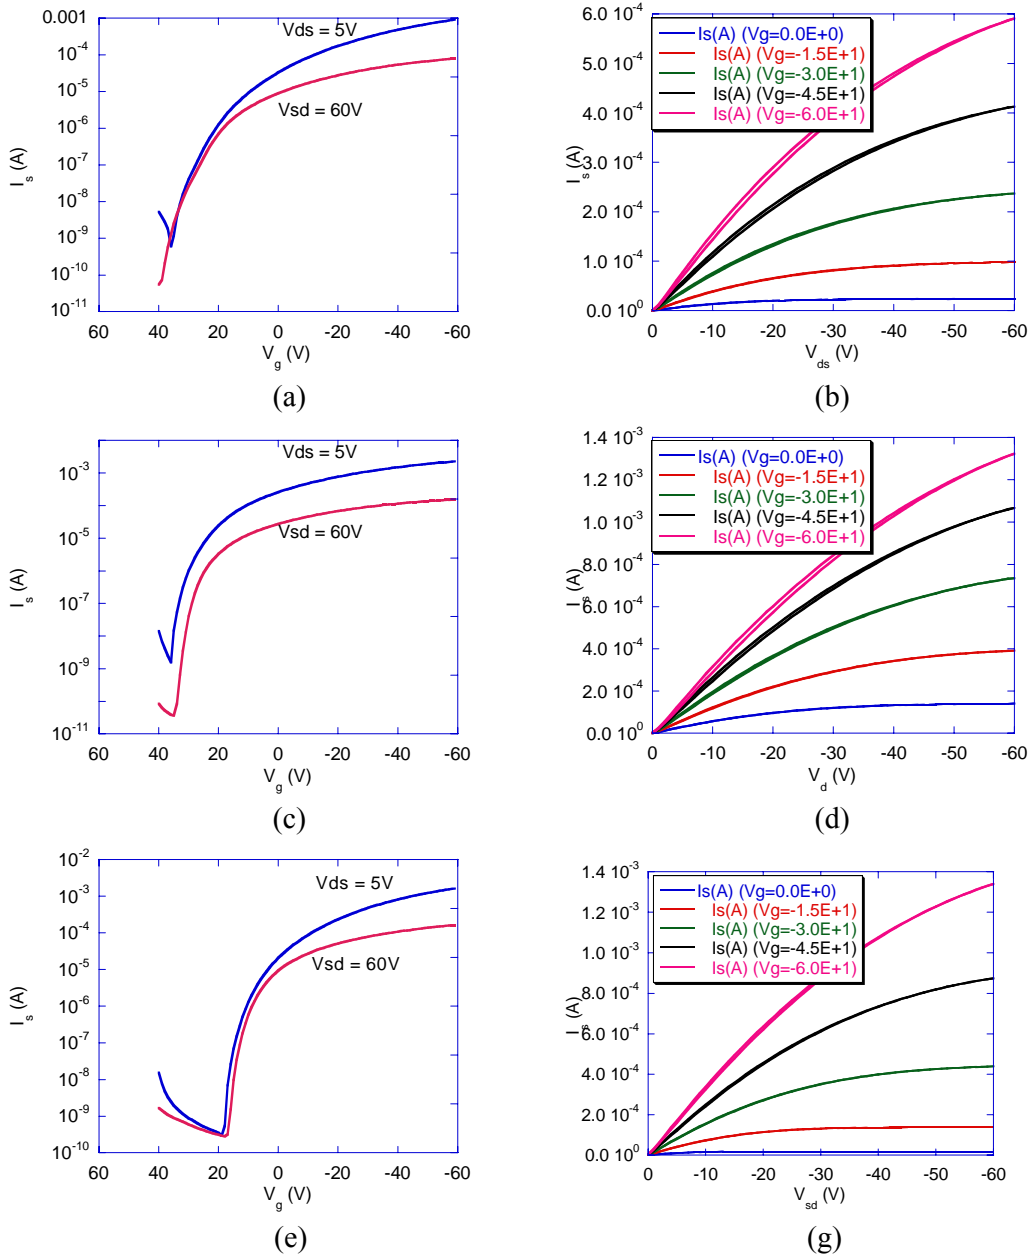 0.001
10-4
10-5
10-6
10-7
10-8
10-9
10-10
10-11
I s (A)
Vds = 5V
Vsd = 60V
60 40 20 0 -20 -40 -60
V g (V)
(a)
6.0 10-4
5.0 10-4
4.0 10-4
3.0 10-4
2.0 10-4
1.0 10-4
0.0 100
I s (A)
Is(A) (Vg=0.0E+0)
Is(A) (Vg=-1.5E+1)
Is(A) (Vg=-3.0E+1)
Is(A) (Vg=-4.5E+1)
Is(A) (Vg=-6.0E+1)
0 -10 -20 -30 -40 -50 -60
V ds (V)
(b)
10-3
10-5
10-7
10-9
10-11
I s (A)
Vds = 5V
Vsd = 60V
60 40 20 0 -20 -40 -60
V g (V)
(c)
1.4 10-3
1.2 10-3
1.0 10-3
8.0 10-4
6.0 10-4
4.0 10-4
2.0 10-4
0.0 100
I s (A)
Is(A) (Vg=0.0E+0)
Is(A) (Vg=-1.5E+1)
Is(A) (Vg=-3.0E+1)
Is(A) (Vg=-4.5E+1)
Is(A) (Vg=-6.0E+1)
0 -10 -20 -30 -40 -50 -60
V d (V)
(d)
10-2
10-3
10-4
10-5
10-6
10-7
10-8
10-9
10-10
I s (A)
Vds = 5V
Vsd = 60V
60 40 20 0 -20 -40 -60
V g (V)
(e)
1.4 10-3
1.2 10-3
1.0 10-3
8.0 10-4
6.0 10-4
4.0 10-4
2.0 10-4
0.0 100
I s (A)
Is(A) (Vg=0.0E+0)
Is(A) (Vg=-1.5E+1)
Is(A) (Vg=-3.0E+1)
Is(A) (Vg=-4.5E+1)
Is(A) (Vg=-6.0E+1)
0 -10 -20 -30 -40 -50 -60
V sd (V)
(g)